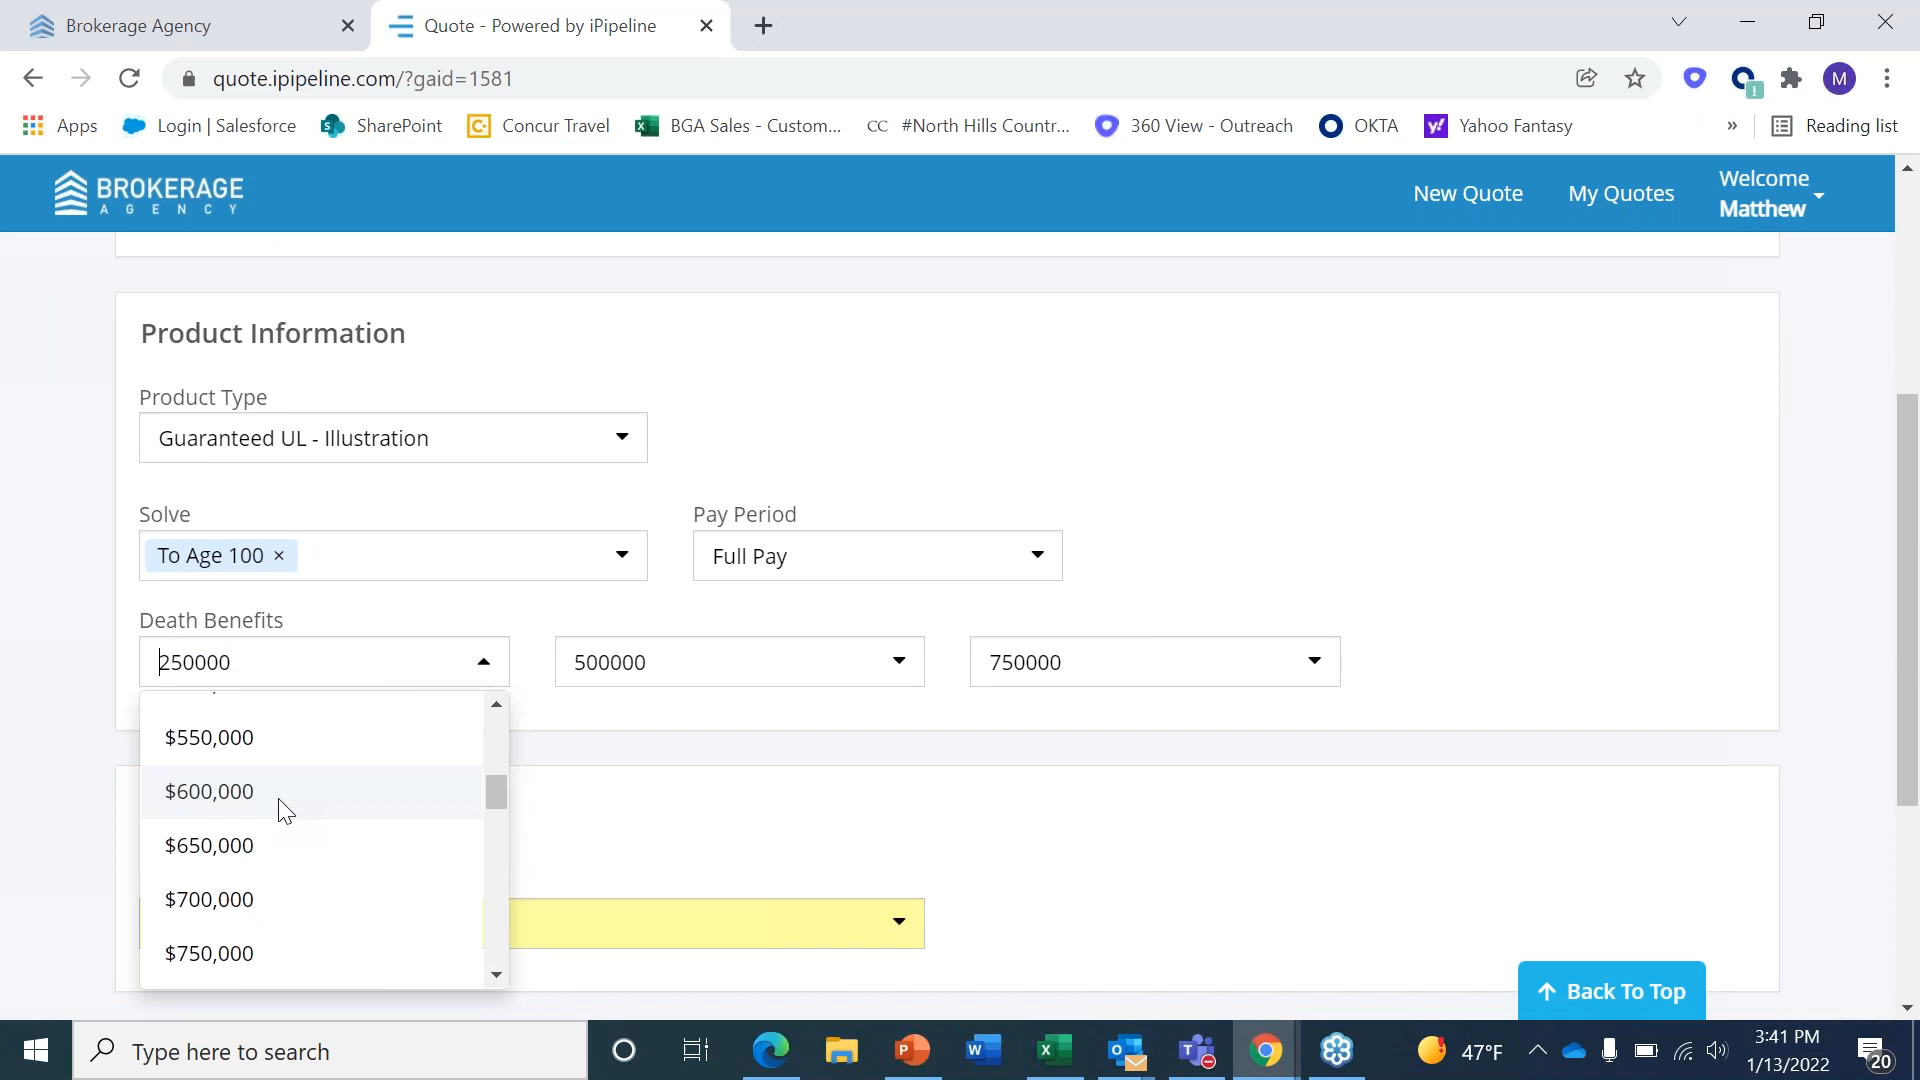 Brokerage Agency
Quote - Powered by iPipeline
quote.ipipeline.com/?gaid=1581
M
Apps
Login | Salesforce
SharePoint
Concur Travel
BGA Sales - Custom...
CC #North Hills Countr...
360 View - Outreach
OKTA
Yahoo Fantasy
»
Reading list
BROKERAGE
AGENCY
New Quote
My Quotes
Welcome
Matthew
Product Information
Product Type
Guaranteed UL - Illustration
Solve
Pay Period
To Age 100 ×
Full Pay
Death Benefits
250000
500000
750000
$550,000
$600,000
$650,000
$700,000
$750,000
Back To Top
Type here to search
47°F
3:41 PM
1/13/2022
20